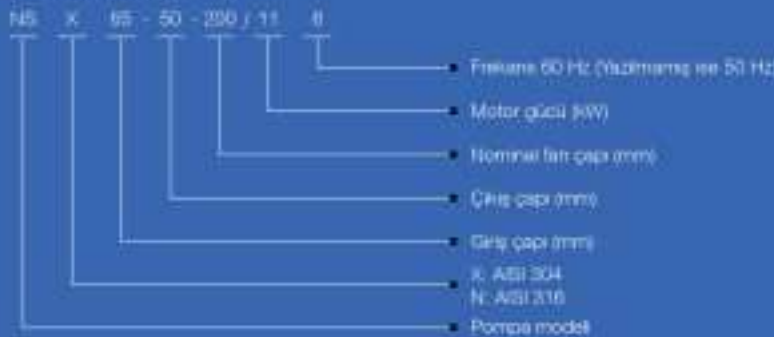 NS X 65 - 50 - 200 / 11 6
Frekans 60 Hz (Yazılmamış ise 50 Hz)
Motor gücü (kW)
Nominal fan çapı (mm)
Çıkış çapı (mm)
Giriş çapı (mm)
X: AISI 304
N: AISI 316
Pompa modeli